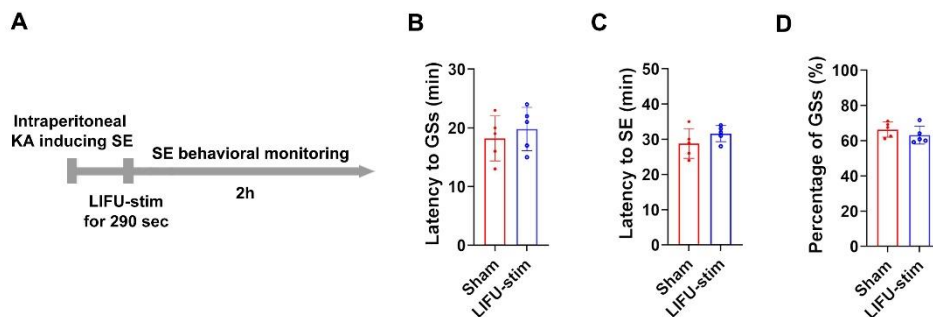 A
Intraperitoneal
KA inducing SE
SE behavioral monitoring
2h
LIFU-stim
for 290 sec
B
Latency to GSs (min)
30
20
10
0
Sham
LIFU-stim
C
Latency to SE (min)
50
40
30
20
10
0
Sham
LIFU-stim
D
Percentage of GSs (%)
100
80
60
40
20
0
Sham
LIFU-stim